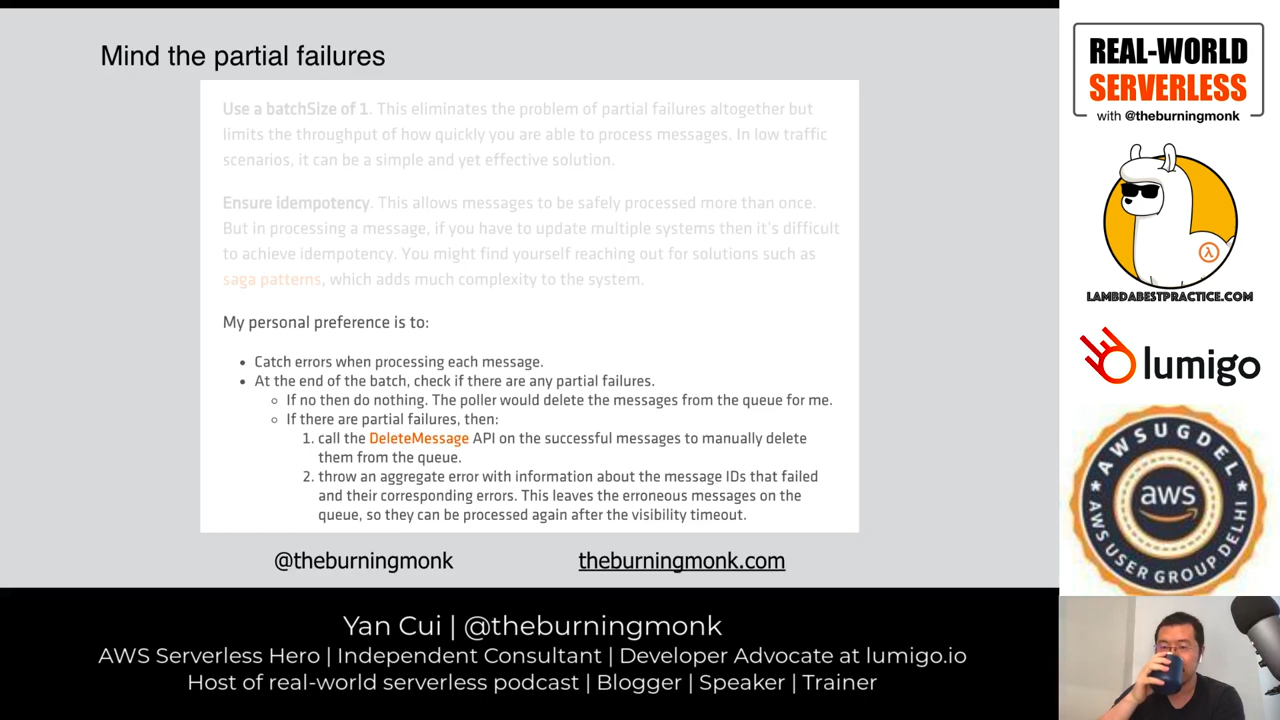 Mind the partial failures
Use a batchSize of 1. This eliminates the problem of partial failures altogether but
limits the throughput of how quickly you are able to process messages. In low traffic
scenarios, it can be a simple and yet effective solution.
Ensure idempotency. This allows messages to be safely processed more than once.
But in processing a message, if you have to update multiple systems then it's difficult
to achieve idempotency. You might find yourself reaching out for solutions such as
saga patterns, which adds much complexity to the system.
My personal preference is to:
• Catch errors when processing each message.
• At the end of the batch, check if there are any partial failures.
◦ If no then do nothing. The poller would delete the messages from the queue for me.
◦ If there are partial failures, then:
1. call the DeleteMessage API on the successful messages to manually delete
them from the queue.
2. throw an aggregate error with information about the message IDs that failed
and their corresponding errors. This leaves the erroneous messages on the
queue, so they can be processed again after the visibility timeout.
@theburningmonk theburningmonk.com
Yan Cui | @theburningmonk
AWS Serverless Hero | Independent Consultant | Developer Advocate at lumigo.io
Host of real-world serverless podcast | Blogger | Speaker | Trainer
REAL-WORLD
SERVERLESS
with @theburningmonk
λ
LAMBDABESTPRACTICE.COM
lumigo
AWSUGDEL
aws
AWS USER GROUP DELHI